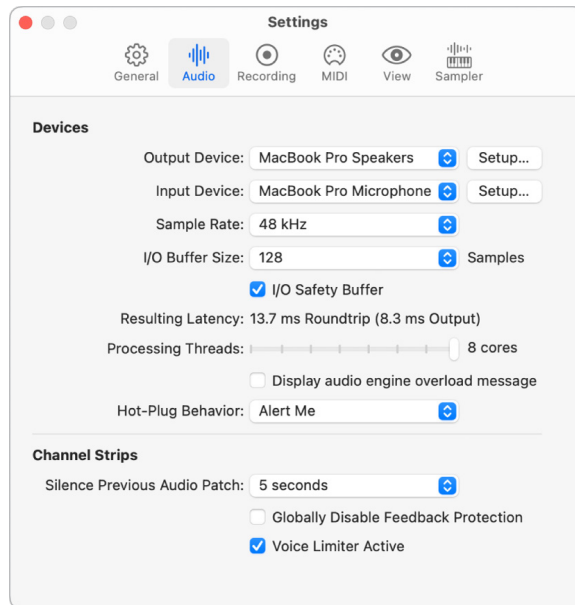 Settings
General Audio Recording MIDI View Sampler
Devices
Output Device: MacBook Pro Speakers Setup...
Input Device: MacBook Pro Microphone Setup...
Sample Rate: 48 kHz
I/O Buffer Size: 128 Samples
I/O Safety Buffer
Resulting Latency: 13.7 ms Roundtrip (8.3 ms Output)
Processing Threads: 8 cores
Display audio engine overload message
Hot-Plug Behavior: Alert Me
Channel Strips
Silence Previous Audio Patch: 5 seconds
Globally Disable Feedback Protection
Voice Limiter Active